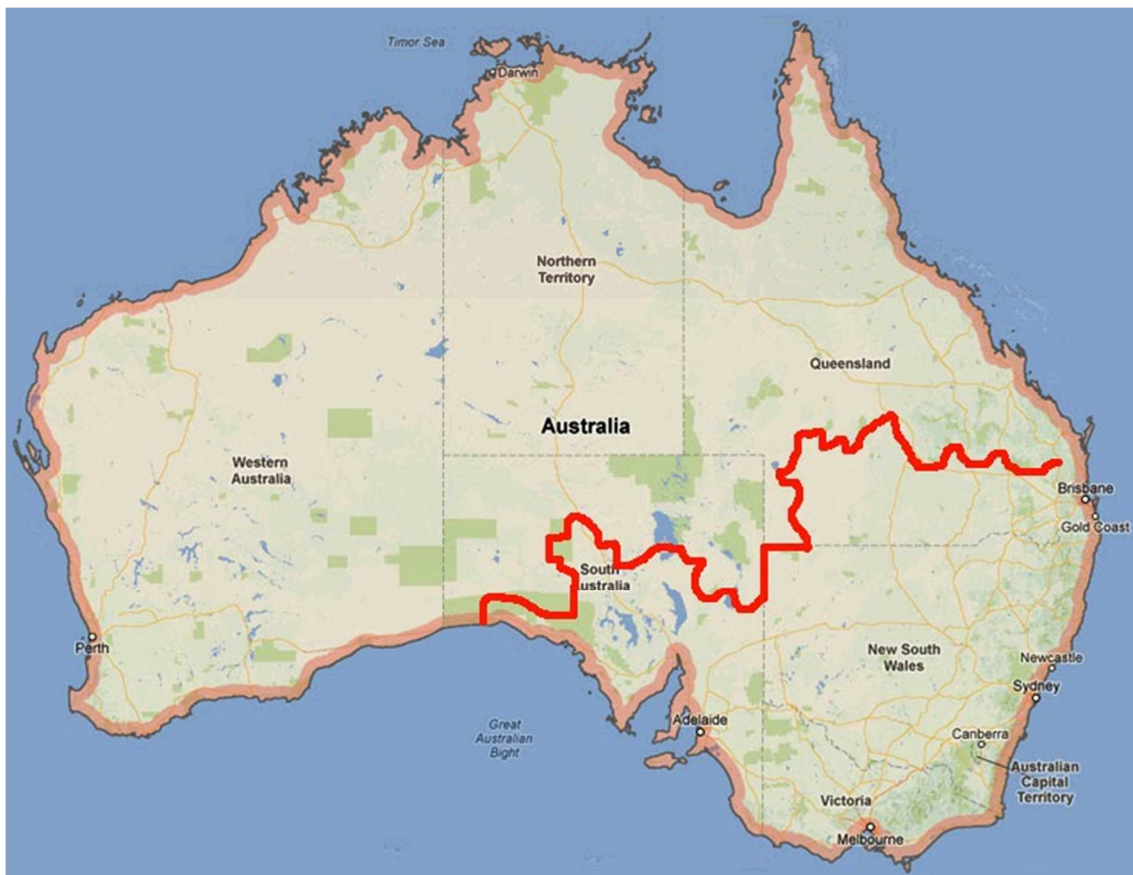 Timor Sea
Darwin
Northern
Territory
Queensland
Australia
Western
Australia
Brisbane
Gold Coast
South
Australia
Perth
New South
Wales
Newcastle
Sydney
Great
Australian
Bight
Adelaide
Canberra
Australian
Capital
Territory
Victoria
Melbourne